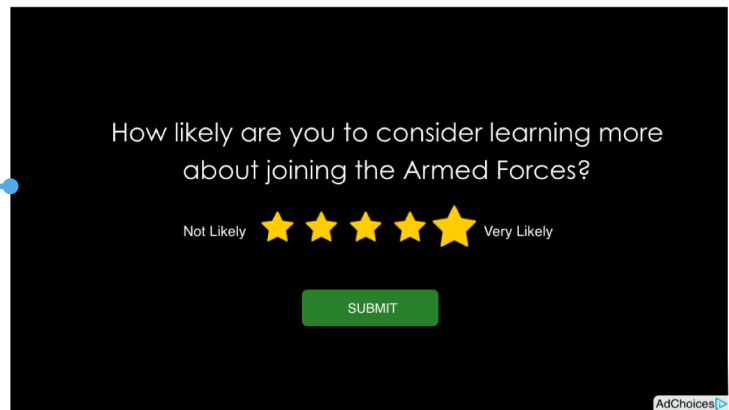 How likely are you to consider learning more
about joining the Armed Forces?
Not Likely Very Likely
SUBMIT
AdChoices